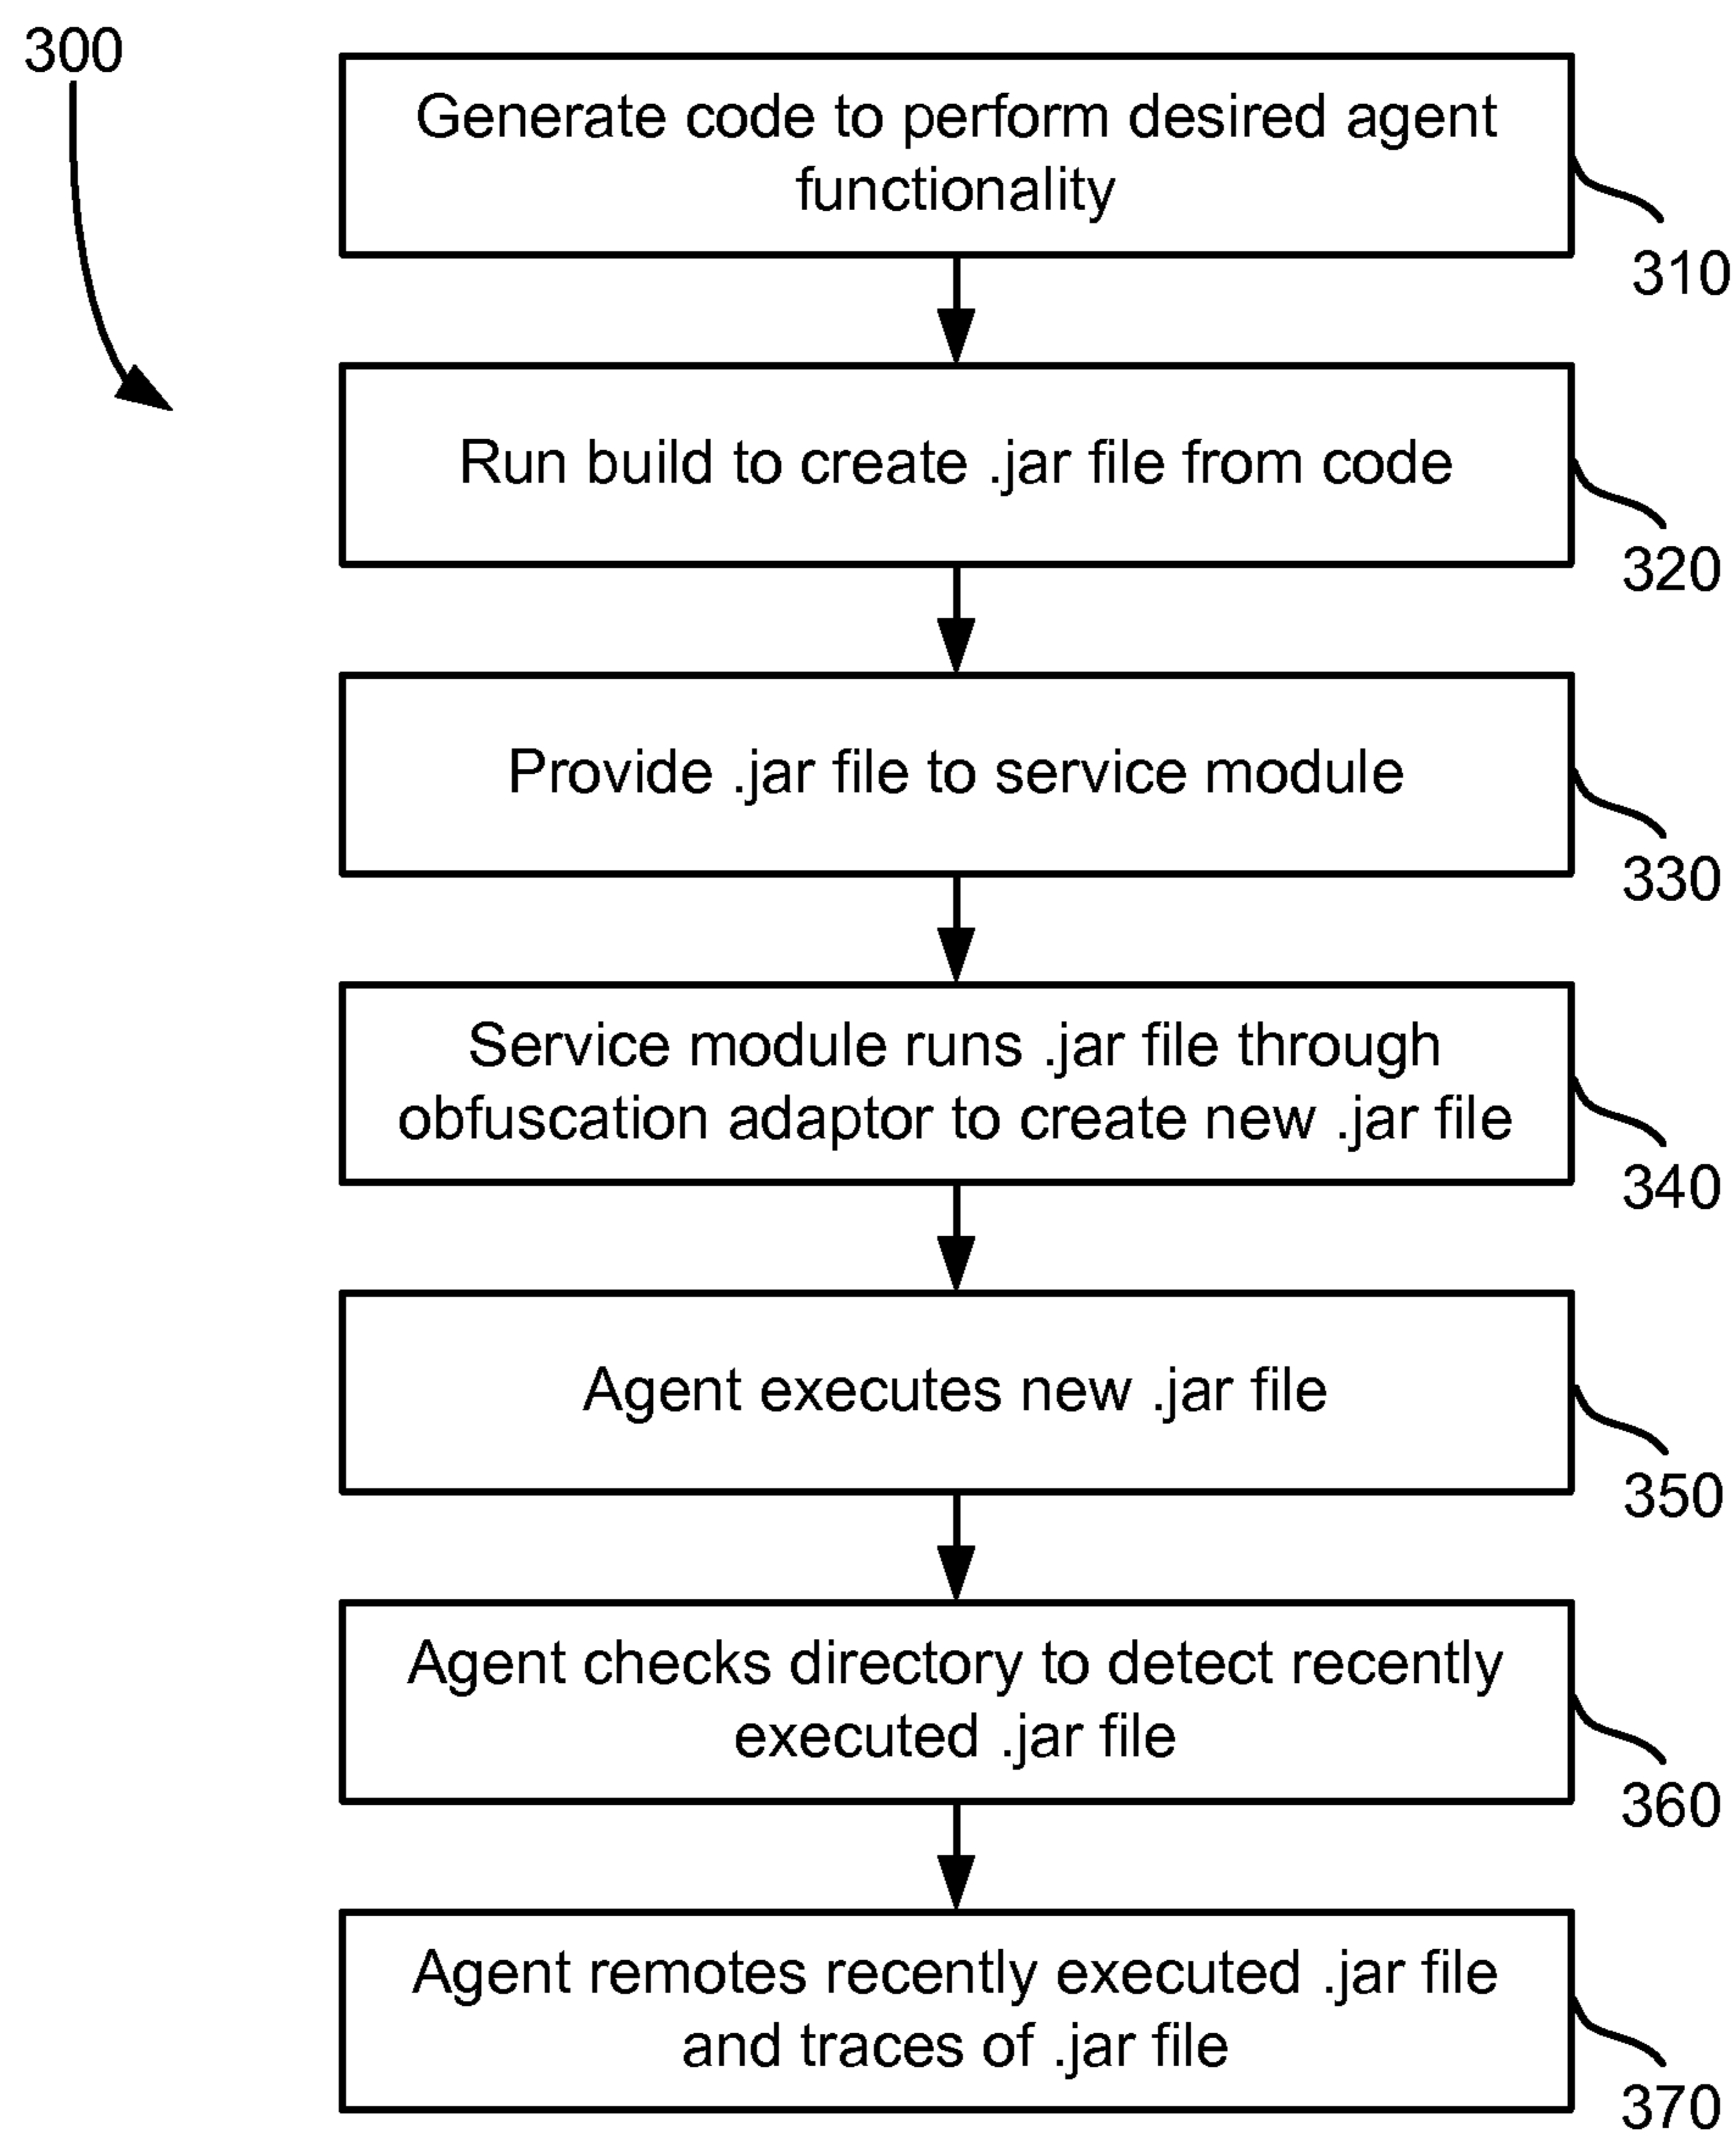 300
Generate code to perform desired agent
functionality
310
Run build to create .jar file from code
320
Provide .jar file to service module
330
Service module runs .jar file through
obfuscation adaptor to create new .jar file
340
Agent executes new .jar file
350
Agent checks directory to detect recently
executed .jar file
360
Agent remotes recently executed .jar file
and traces of .jar file
370